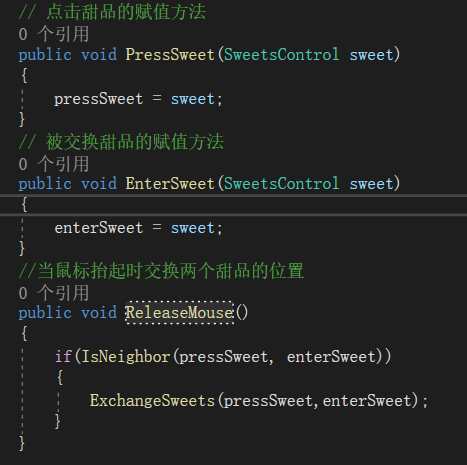 // 点击甜品的赋值方法
0 个引用
public void PressSweet(SweetsControl sweet)
{
pressSweet = sweet;
}
// 被交换甜品的赋值方法
0 个引用
public void EnterSweet(SweetsControl sweet)
{
enterSweet = sweet;
}
//当鼠标抬起时交换两个甜品的位置
0 个引用
public void ReleaseMouse()
{
if(IsNeighbor(pressSweet, enterSweet))
{
ExchangeSweets(pressSweet,enterSweet);
}
}